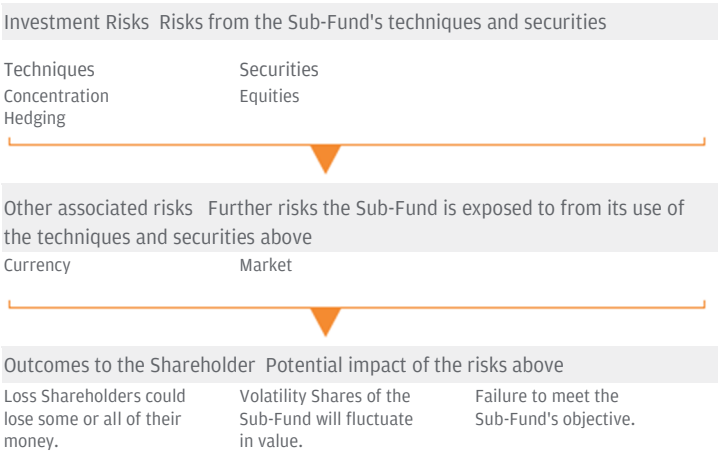 Investment Risks Risks from the Sub-Fund's techniques and securities
Techniques Securities
Concentration Equities
Hedging
Other associated risks Further risks the Sub-Fund is exposed to from its use of
the techniques and securities above
Currency Market
Outcomes to the Shareholder Potential impact of the risks above
Loss Shareholders could
lose some or all of their
money.
Volatility Shares of the
Sub-Fund will fluctuate
in value.
Failure to meet the
Sub-Fund's objective.